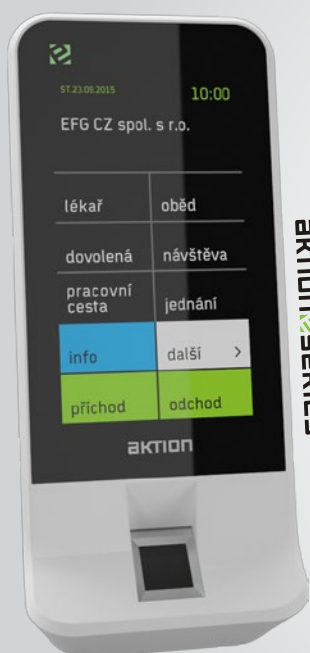 ST.23.09.2015
10:00
EFG CZ spol. s r.o.
lékař
oběd
dovolená
návštěva
pracovní
cesta
jednání
info
další >
příchod
odchod
aktion
aktion SERIES